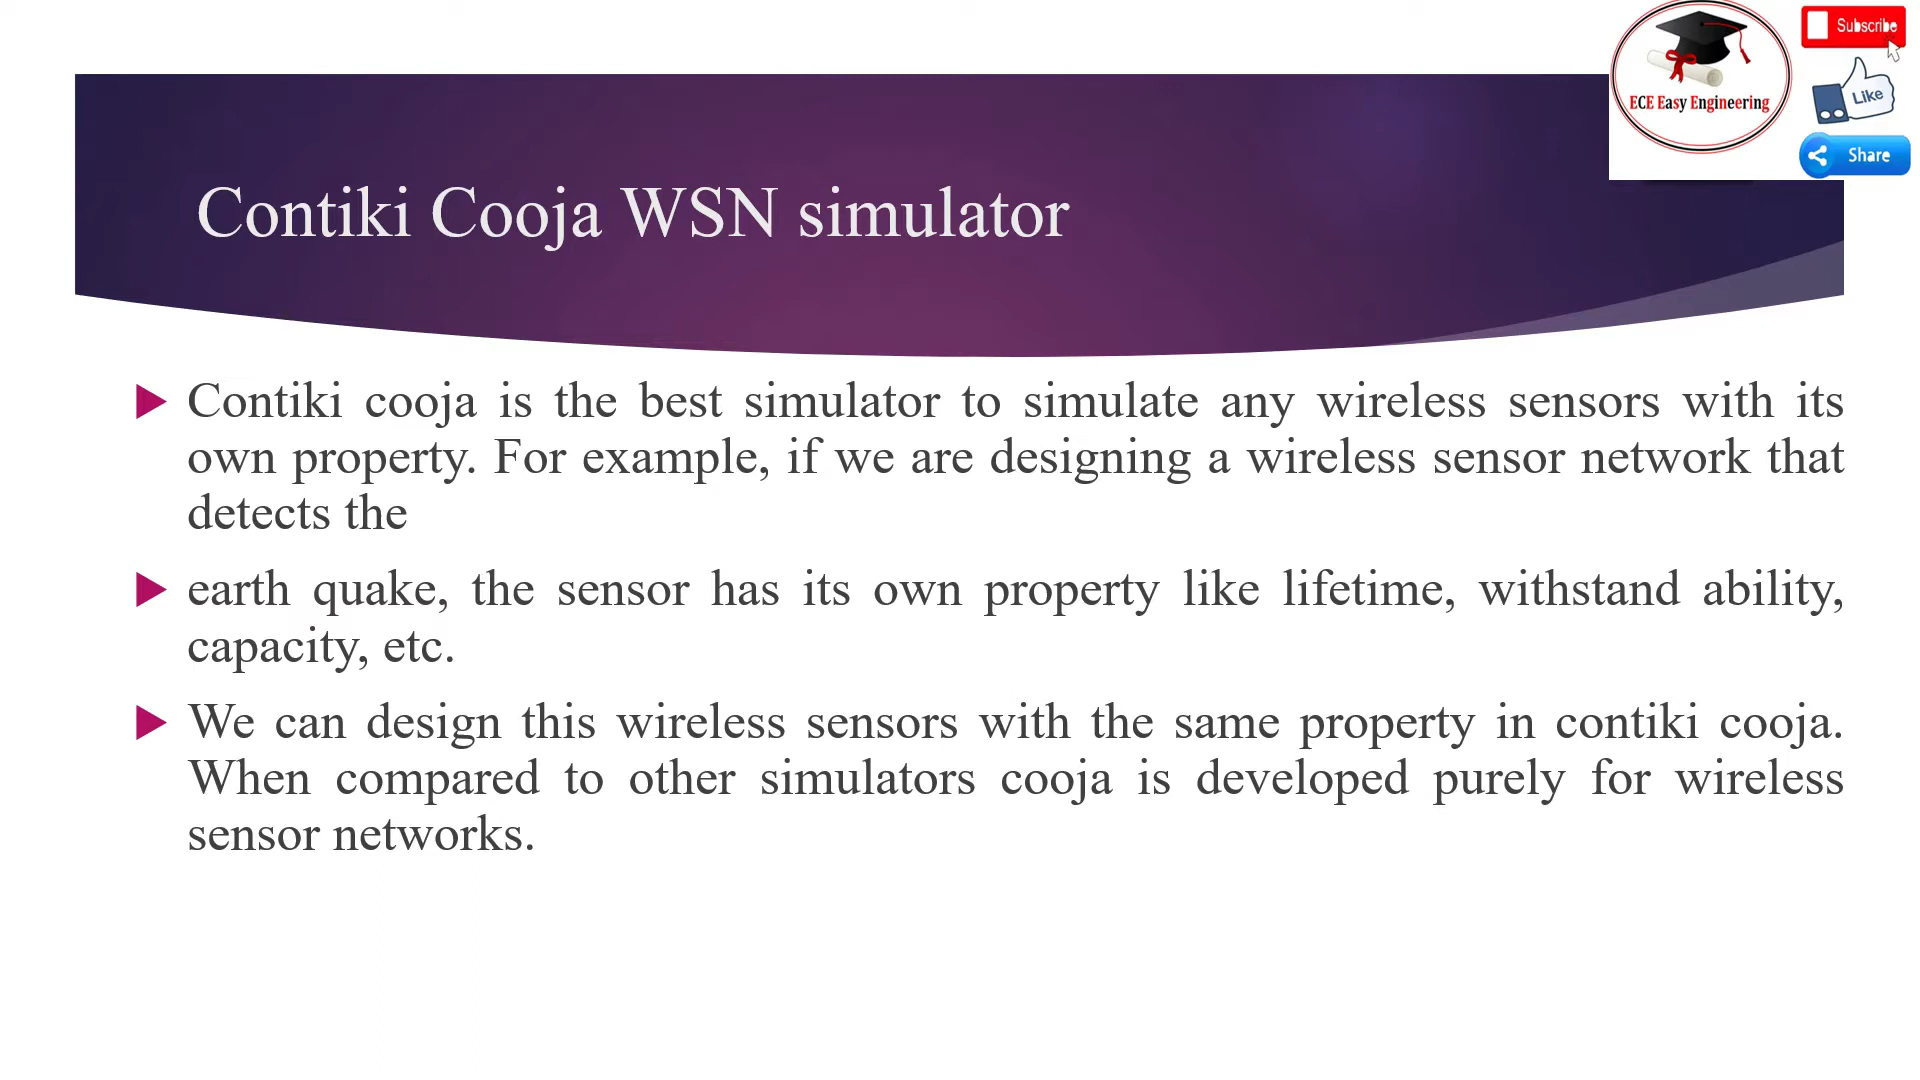 Subscribe
Like
ECE Easy Engineering
Share
Contiki Cooja WSN simulator
Contiki cooja is the best simulator to simulate any wireless sensors with its
own property. For example, if we are designing a wireless sensor network that
detects the
earth quake, the sensor has its own property like lifetime, withstand ability,
capacity, etc.
We can design this wireless sensors with the same property in contiki cooja.
When compared to other simulators cooja is developed purely for wireless
sensor networks.